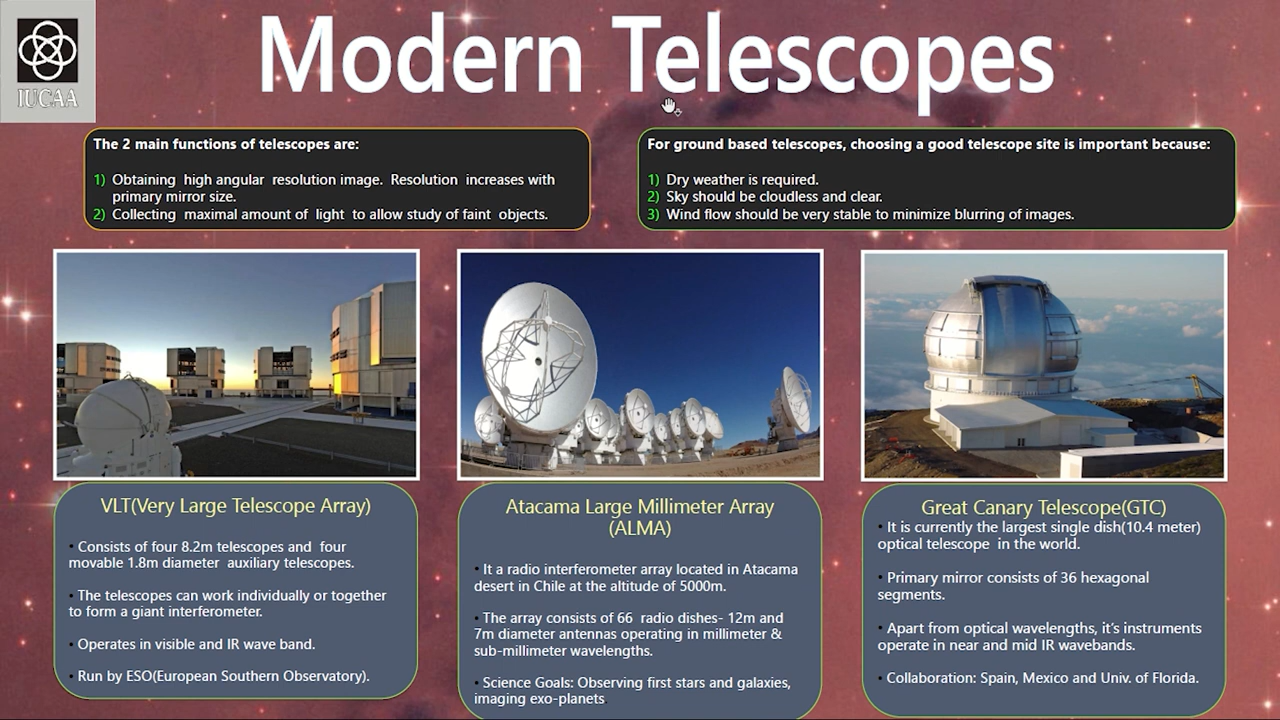 IUCAA
Modern Telescopes
The 2 main functions of telescopes are:
1) Obtaining high angular resolution image. Resolution increases with
primary mirror size.
2) Collecting maximal amount of light to allow study of faint objects.
For ground based telescopes, choosing a good telescope site is important because:
1) Dry weather is required.
2) Sky should be cloudless and clear.
3) Wind flow should be very stable to minimize blurring of images.
VLT(Very Large Telescope Array)
• Consists of four 8.2m telescopes and four
movable 1.8m diameter auxiliary telescopes.
• The telescopes can work individually or together
to form a giant interferometer.
• Operates in visible and IR wave band.
• Run by ESO(European Southern Observatory).
Atacama Large Millimeter Array
(ALMA)
• It a radio interferometer array located in Atacama
desert in Chile at the altitude of 5000m.
• The array consists of 66 radio dishes- 12m and
7m diameter antennas operating in millimeter &
sub-millimeter wavelengths.
• Science Goals: Observing first stars and galaxies,
imaging exo-planets.
Great Canary Telescope(GTC)
• It is currently the largest single dish(10.4 meter)
optical telescope in the world.
• Primary mirror consists of 36 hexagonal
segments.
• Apart from optical wavelengths, it's instruments
operate in near and mid IR wavebands.
• Collaboration: Spain, Mexico and Univ. of Florida.